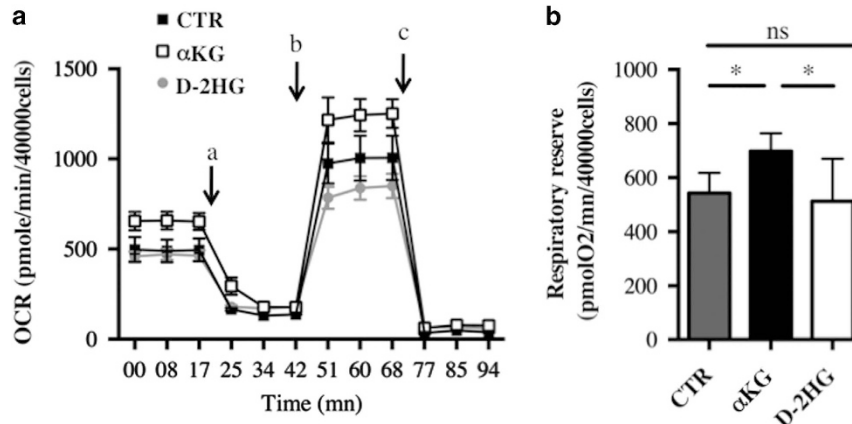 a
CTR
αKG
D-2HG
a
b
c
OCR (pmole/min/40000cells)
1500
1000
500
0
00 08 17 25 34 42 51 60 68 77 85 94
Time (mn)
b
ns
* *
Respiratory reserve
(pmolO2/mn/40000cells)
1000
800
600
400
200
0
CTR
αKG
D-2HG